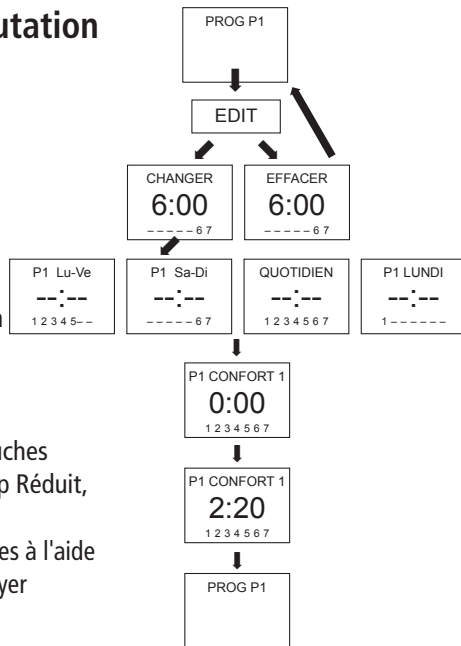 utation
PROG P1
EDIT
CHANGER
6:00
– – – – – 6 7
EFFACER
6:00
– – – – – 6 7
P1 Lu-Ve
--:--
1 2 3 4 5 – –
P1 Sa-Di
--:--
– – – – – 6 7
QUOTIDIEN
--:--
1 2 3 4 5 6 7
P1 LUNDI
--:--
1 – – – – – –
P1 CONFORT 1
0:00
1 2 3 4 5 6 7
uches
p Réduit,
P1 CONFORT 1
2:20
1 2 3 4 5 6 7
es à l'aide
yer
PROG P1